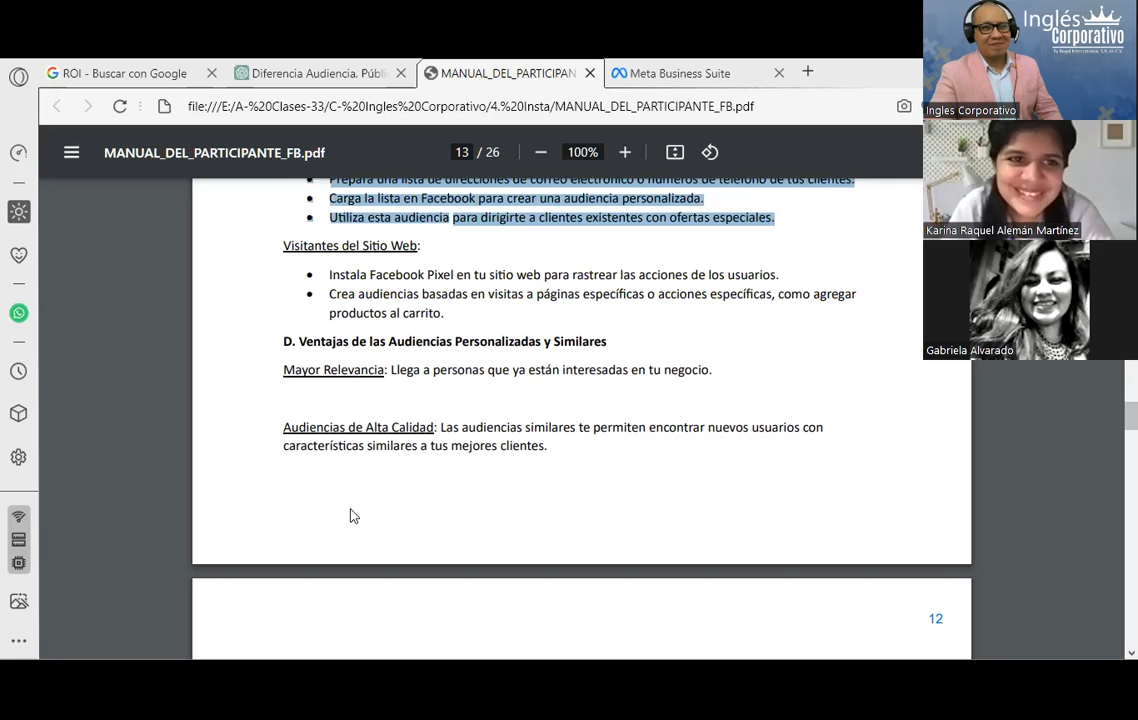 ROI - Buscar con Google
Diferencia Audiencia, Públi
MANUAL_DEL_PARTICIPAN
Meta Business Suite
file:///E:/A-%20Clases-33/C-%20Ingles%20Corporativo/4.%20Insta/MANUAL_DEL_PARTICIPANTE_FB.pdf
MANUAL_DEL_PARTICIPANTE_FB.pdf
13 / 26
100%
Prepara una lista de direcciones de correo electrónico o números de teléfono de tus clientes.
Carga la lista en Facebook para crear una audiencia personalizada.
Utiliza esta audiencia para dirigirte a clientes existentes con ofertas especiales.
Visitantes del Sitio Web:
Instala Facebook Pixel en tu sitio web para rastrear las acciones de los usuarios.
Crea audiencias basadas en visitas a páginas específicas o acciones específicas, como agregar
productos al carrito.
D. Ventajas de las Audiencias Personalizadas y Similares
Mayor Relevancia: Llega a personas que ya están interesadas en tu negocio.
Audiencias de Alta Calidad: Las audiencias similares te permiten encontrar nuevos usuarios con
características similares a tus mejores clientes.
12
Inglés
Corporativo
Ingles Corporativo
Karina Raquel Alemán Martínez
Gabriela Alvarado